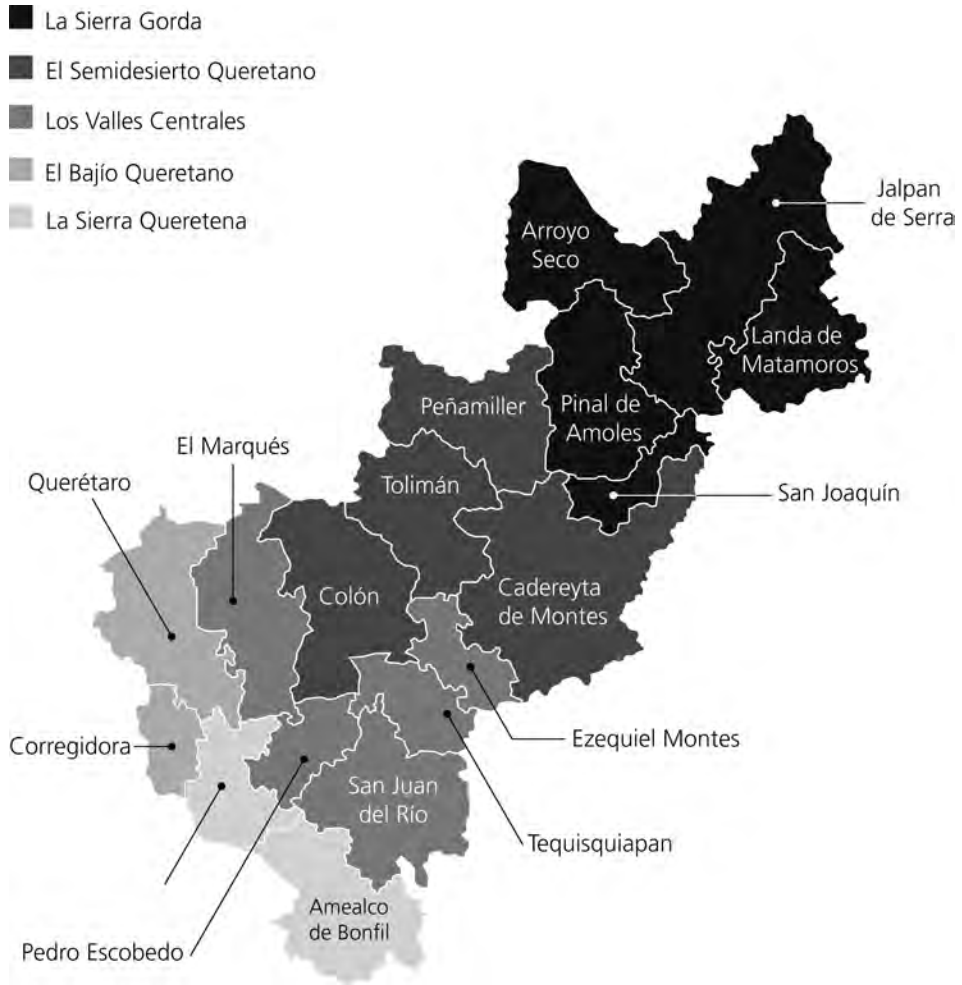 La Sierra Gorda
El Semidesierto Queretano
Los Valles Centrales
El Bajío Queretano
La Sierra Queretena
Jalpan
de Serra
Arroyo
Seco
Landa de
Matamoros
Peñamiller
Pinal de
Amoles
El Marqués
Tolimán
Querétaro
San Joaquín
Colón
Cadereyta
de Montes
Corregidora
Ezequiel Montes
San Juan
del Río
Tequisquiapan
Amealco
de Bonfil
Pedro Escobedo